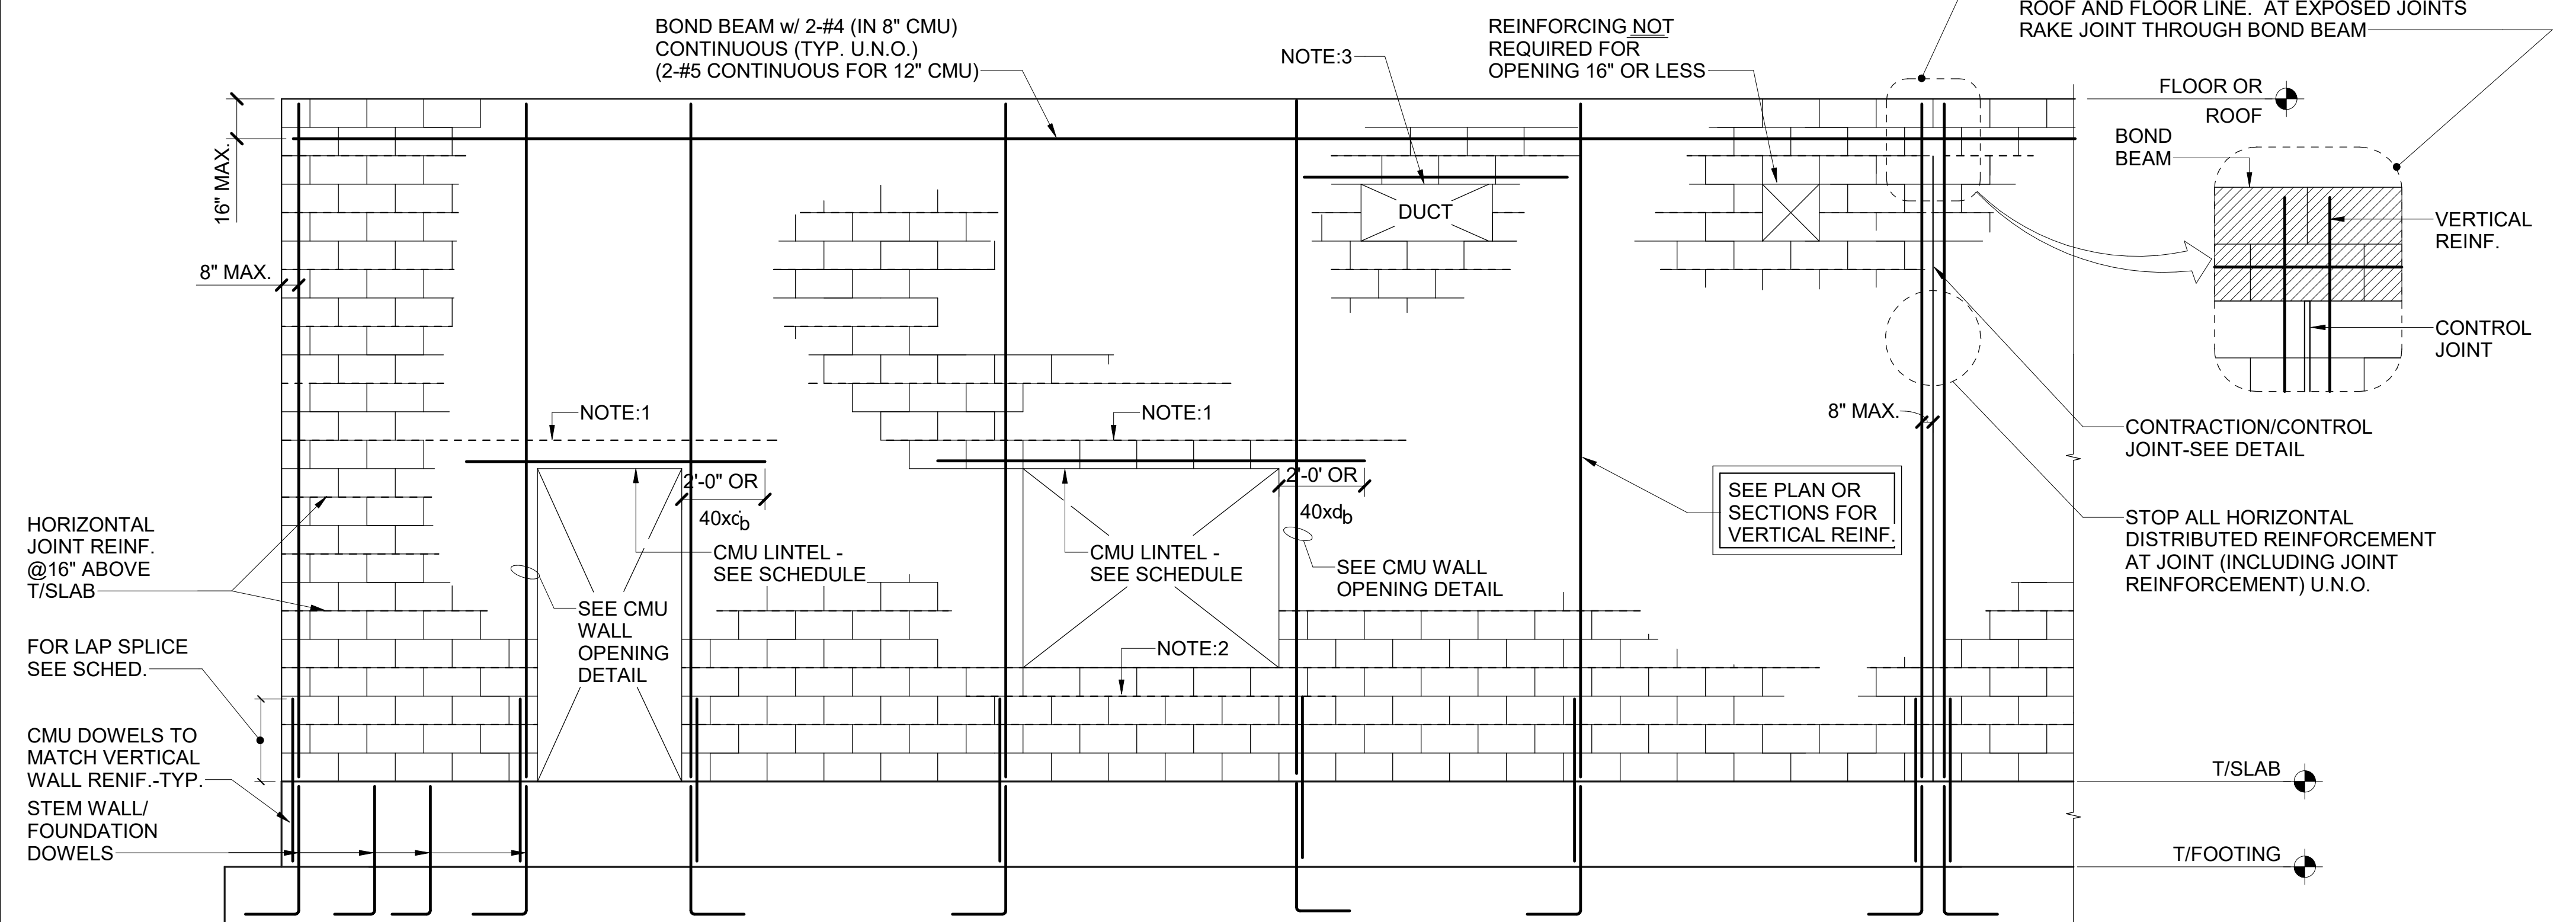 ROOF AND FLOOR LINE. AT EXPOSED JOINTS
RAKE JOINT THROUGH BOND BEAM
BOND BEAM w/ 2-#4 (IN 8" CMU)
CONTINUOUS (TYP. U.N.O.)
(2-#5 CONTINUOUS FOR 12" CMU)
NOTE:3
REINFORCING NOT
REQUIRED FOR
OPENING 16" OR LESS
FLOOR OR
ROOF
BOND
BEAM
VERTICAL
REINF.
CONTROL
JOINT
16" MAX.
8" MAX.
DUCT
NOTE:1
NOTE:1
8" MAX.
CONTRACTION/CONTROL
JOINT-SEE DETAIL
2'-0" OR
40xd
b
2'-0' OR
40xdb
SEE PLAN OR
SECTIONS FOR
VERTICAL REINF.
HORIZONTAL
JOINT REINF.
@16" ABOVE
T/SLAB
CMU LINTEL -
SEE SCHEDULE
CMU LINTEL -
SEE SCHEDULE
SEE CMU WALL
OPENING DETAIL
STOP ALL HORIZONTAL
DISTRIBUTED REINFORCEMENT
AT JOINT (INCLUDING JOINT
REINFORCEMENT) U.N.O.
SEE CMU
WALL
OPENING
DETAIL
NOTE:2
FOR LAP SPLICE
SEE SCHED.
CMU DOWELS TO
MATCH VERTICAL
WALL RENIF.-TYP.
STEM WALL/
FOUNDATION
DOWELS
T/SLAB
T/FOOTING